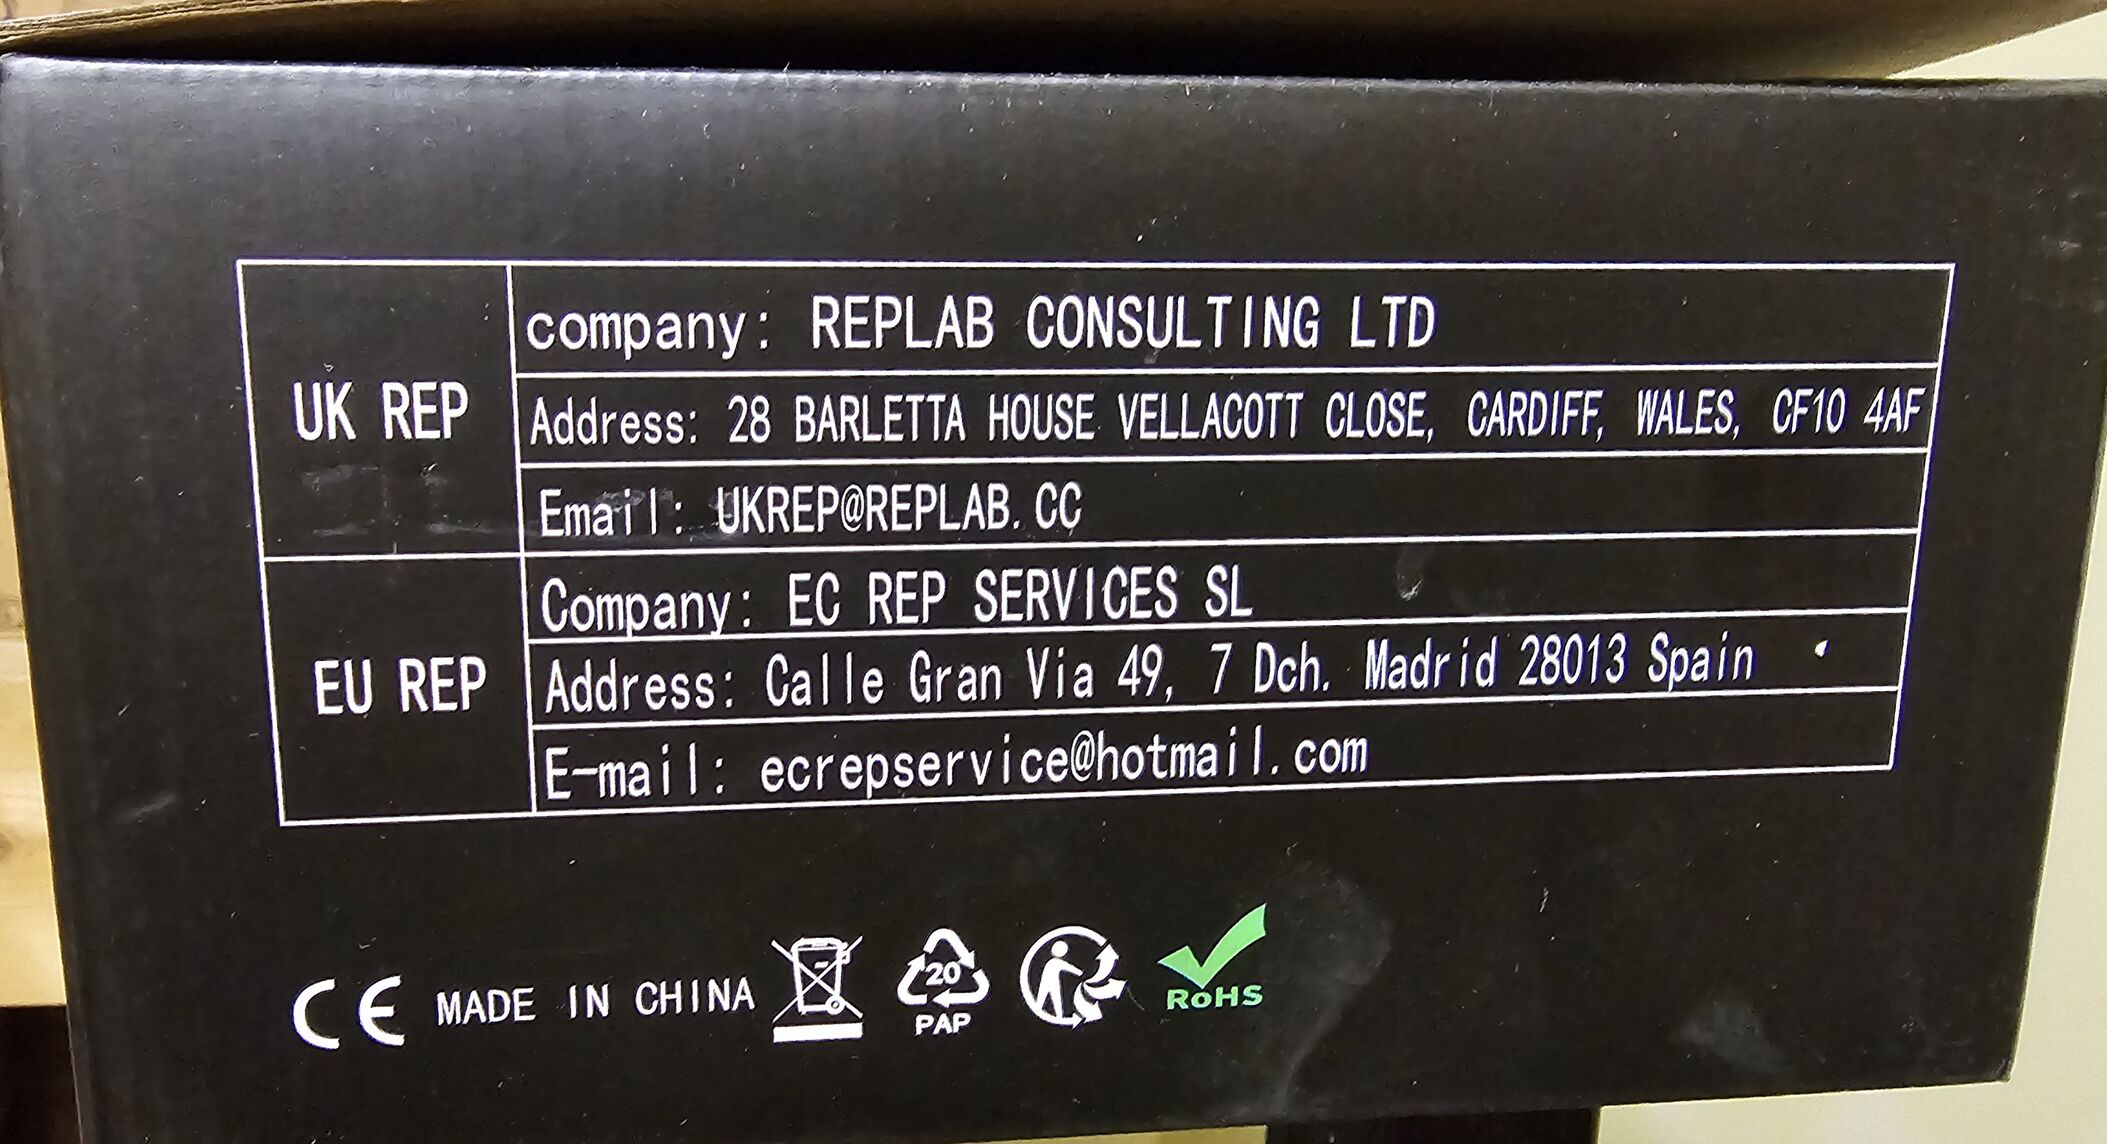 UK REP
company: REPLAB CONSULTING LTD
Address: 28 BARLETTA HOUSE VELLACOTT CLOSE, CARDIFF, WALES, CF10 4AF
Email: UKREP@REPLAB.CC
EU REP
Company: EC REP SERVICES SL
Address: Calle Gran Via 49, 7 Dch. Madrid 28013 Spain
E-mail: ecrepservice@hotmail.com
CE MADE IN CHINA
20
PAP
RoHS